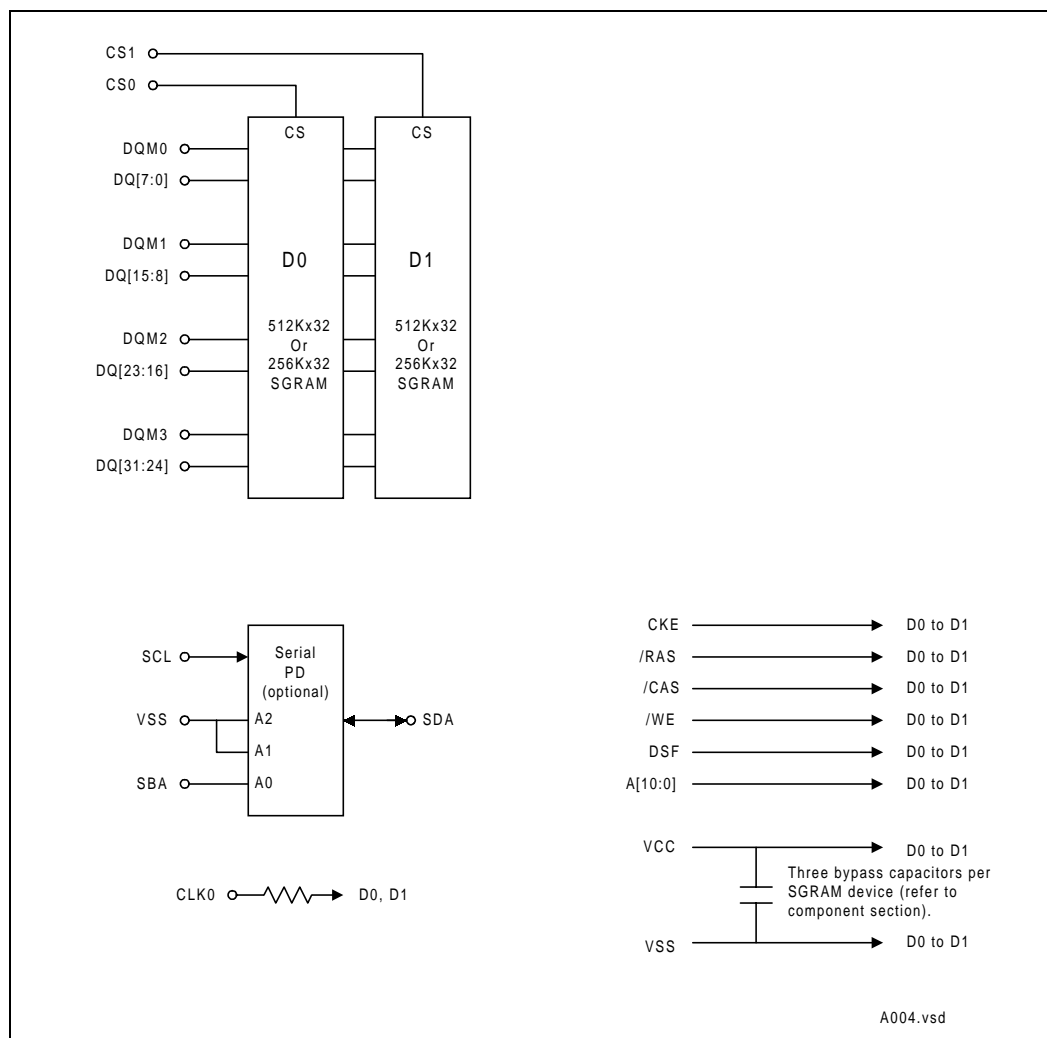 CS1
CS0
CS
CS
DQM0
DQ[7:0]
DQM1
DQ[15:8]
D0
D1
DQM2
DQ[23:16]
512Kx32
Or
256Kx32
SGRAM
512Kx32
Or
256Kx32
SGRAM
DQM3
DQ[31:24]
SCL
Serial
PD
(optional)
VSS
A2
A1
SDA
SBA
A0
CLK0
D0, D1
CKE
D0 to D1
/RAS
D0 to D1
/CAS
D0 to D1
/WE
D0 to D1
DSF
D0 to D1
A[10:0]
D0 to D1
VCC
D0 to D1
Three bypass capacitors per
SGRAM device (refer to
component section).
VSS
D0 to D1
A004.vsd